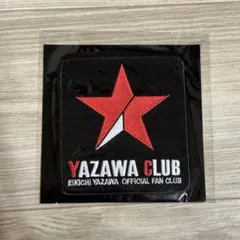 YAZAWA CLUB
EIKICHI YAZAWA OFFICIAL FAN CLUB